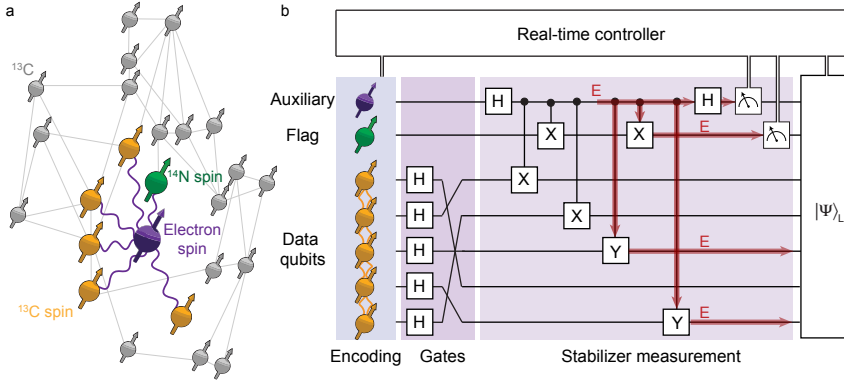 a
¹³C
¹⁴N spin
Electron
spin
¹³C spin
b
Real-time controller
Auxiliary
Flag
Data
qubits
H
E
H
X
X
E
H
X
H
X
|Ψ⟩L
H
Y
E
H
E
H
Y
E
Encoding
Gates
Stabilizer measurement